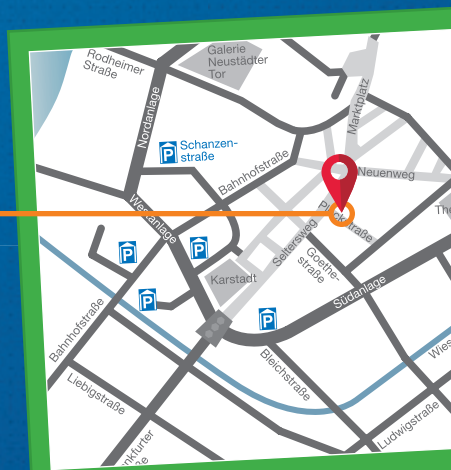 Rodheimer
Straße
Galerie
Neustädter
Tor
Nordanlage
Marktplatz
P
Schanzen-
straße
Bahnhofstraße
Neuenweg
Westanlage
Seltersweg
Goethe-
straße
P
P
P
Karstadt
Südanlage
P
Bahnhofstraße
Bleichstraße
Liebigstraße
Ludwigstraße